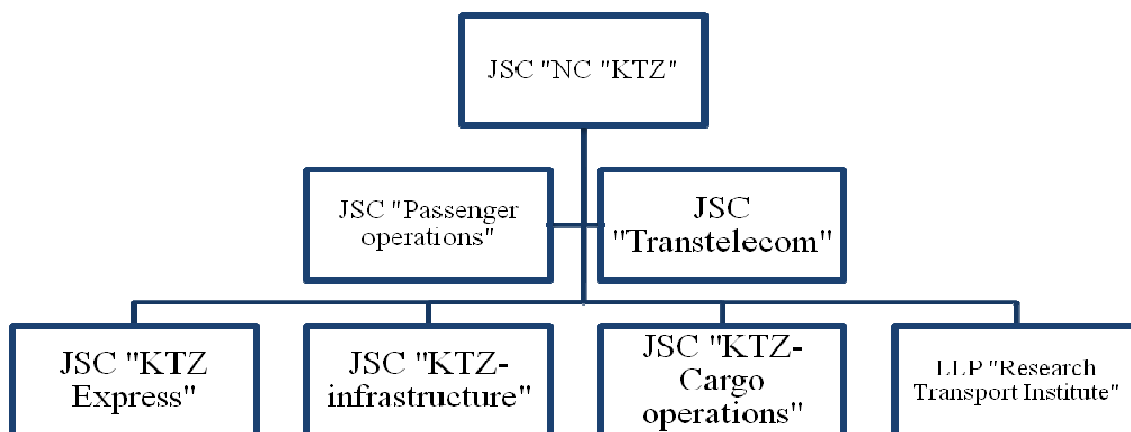 JSC "NC "KTZ"
JSC "Passenger
operations"
JSC
"Transtelecom"
JSC "KTZ
Express"
JSC "KTZ-
infrastructure"
JSC "KTZ-
Cargo
operations"
LLP "Research
Transport Institute"